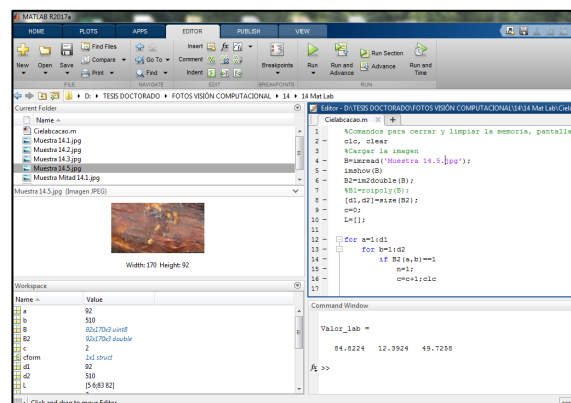 MATLAB R2017a
HOME PLOTS APPS EDITOR PUBLISH VIEW
New Open Save Find Files Compare Print Go To Find Insert fx Comment Indent Breakpoints Run Run and Advance Run Section Advance Run and Time
FILE NAVIGATE EDIT BREAKPOINTS RUN
D: ▸ TESIS DOCTORADO ▸ FOTOS VISIÓN COMPUTACIONAL ▸ 14 ▸ 14 Mat Lab
Current Folder
Name
Cielabcacao.m
Muestra 14.1.jpg
Muestra 14.2.jpg
Muestra 14.3.jpg
Muestra 14.5.jpg
Muestra Mitad 14.1.jpg
Muestra 14.5.jpg (Imagen JPEG)
Width: 170 Height: 92
Workspace
Name Value
a 92
b 510
B 92x170x3 uint8
B2 92x170x3 double
c 2
cform 1x1 struct
d1 92
d2 510
L [5 6;83 82]
Click and drag to move Editor
Editor - D:\TESIS DOCTORADO\FOTOS VISIÓN COMPUTACIONAL\14\14 Mat Lab\Ciela
Cielabcacao.m
1 %Comandos para cerrar y limpiar la memoria, pantalla
2 clc, clear
3 %Cargar la imagen
4 B=imread('Muestra 14.5.jpg');
5 imshow(B)
6 B2=im2double(B);
7 %B1=roipoly(B);
8 [d1,d2]=size(B2);
9 c=0;
10 L=[];
11
12 for a=1:d1
13 for b=1:d2
14 if B2(a,b)==1
15 n=1;
16 c=c+1;clc
17
Command Window
Valor_lab =
84.8224 12.3924 49.7258
fx >>